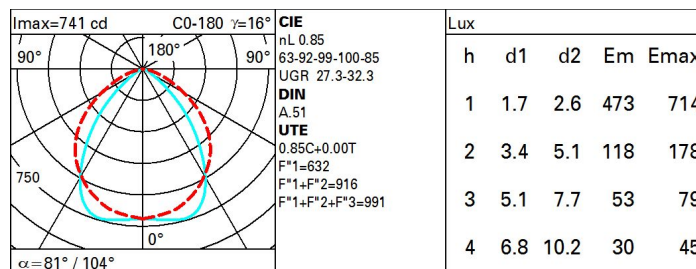 Imax=741 cd C0-180 γ=16°
90° 180° 90°
750
0°
α=81° / 104°
CIE
nL 0.85
63-92-99-100-85
UGR 27.3-32.3
DIN
A.51
UTE
0.85C+0.00T
F"1=632
F"1+F"2=916
F"1+F"2+F"3=991
Lux
h d1 d2 Em Emax
1 1.7 2.6 473 714
2 3.4 5.1 118 178
3 5.1 7.7 53 79
4 6.8 10.2 30 45